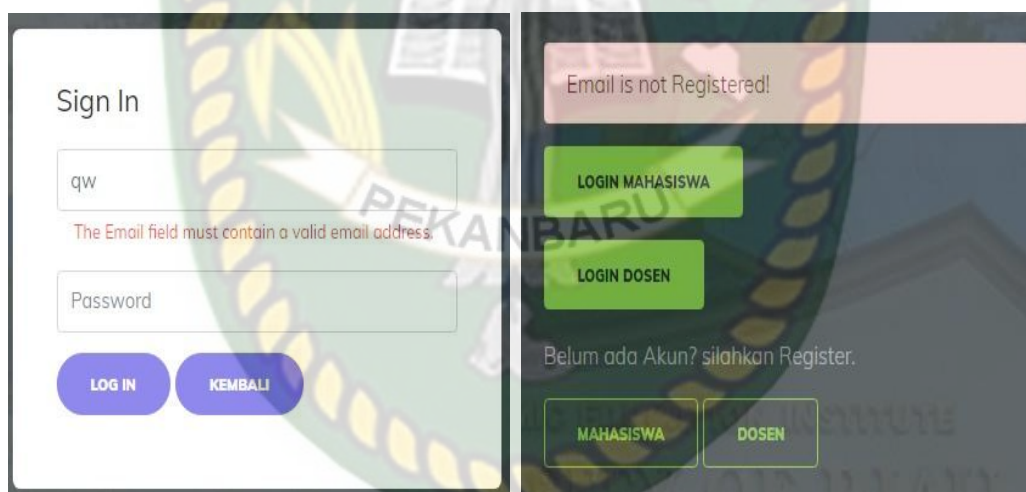 Sign In
qw
The Email field must contain a valid email address.
Password
LOG IN
KEMBALI
Email is not Registered!
LOGIN MAHASISWA
LOGIN DOSEN
Belum ada Akun? silahkan Register.
MAHASISWA
DOSEN
PEKANBARU
INSTITUTE